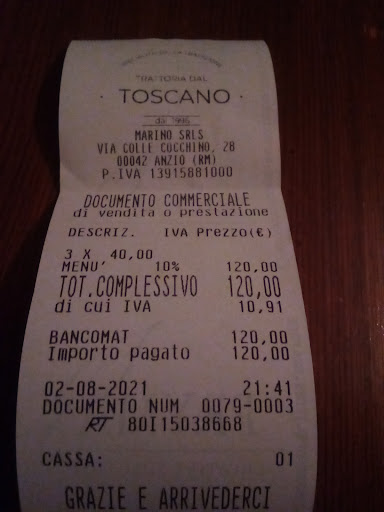 TRATTORIA DAL
· TOSCANO ·
dal 1996
MARINO SRLS
VIA COLLE COCCHINO, 28
00042 ANZIO (RM)
P.IVA 13915881000
DOCUMENTO COMMERCIALE
di vendita o prestazione
DESCRIZ. IVA Prezzo(€)
3 X 40,00
MENU' 10% 120,00
TOT.COMPLESSIVO 120,00
di cui IVA 10,91
BANCOMAT 120,00
Importo pagato 120,00
02-08-2021 21:41
DOCUMENTO NUM 0079-0003
RT 80I15038668
CASSA: 01
GRAZIE E ARRIVEDERCI